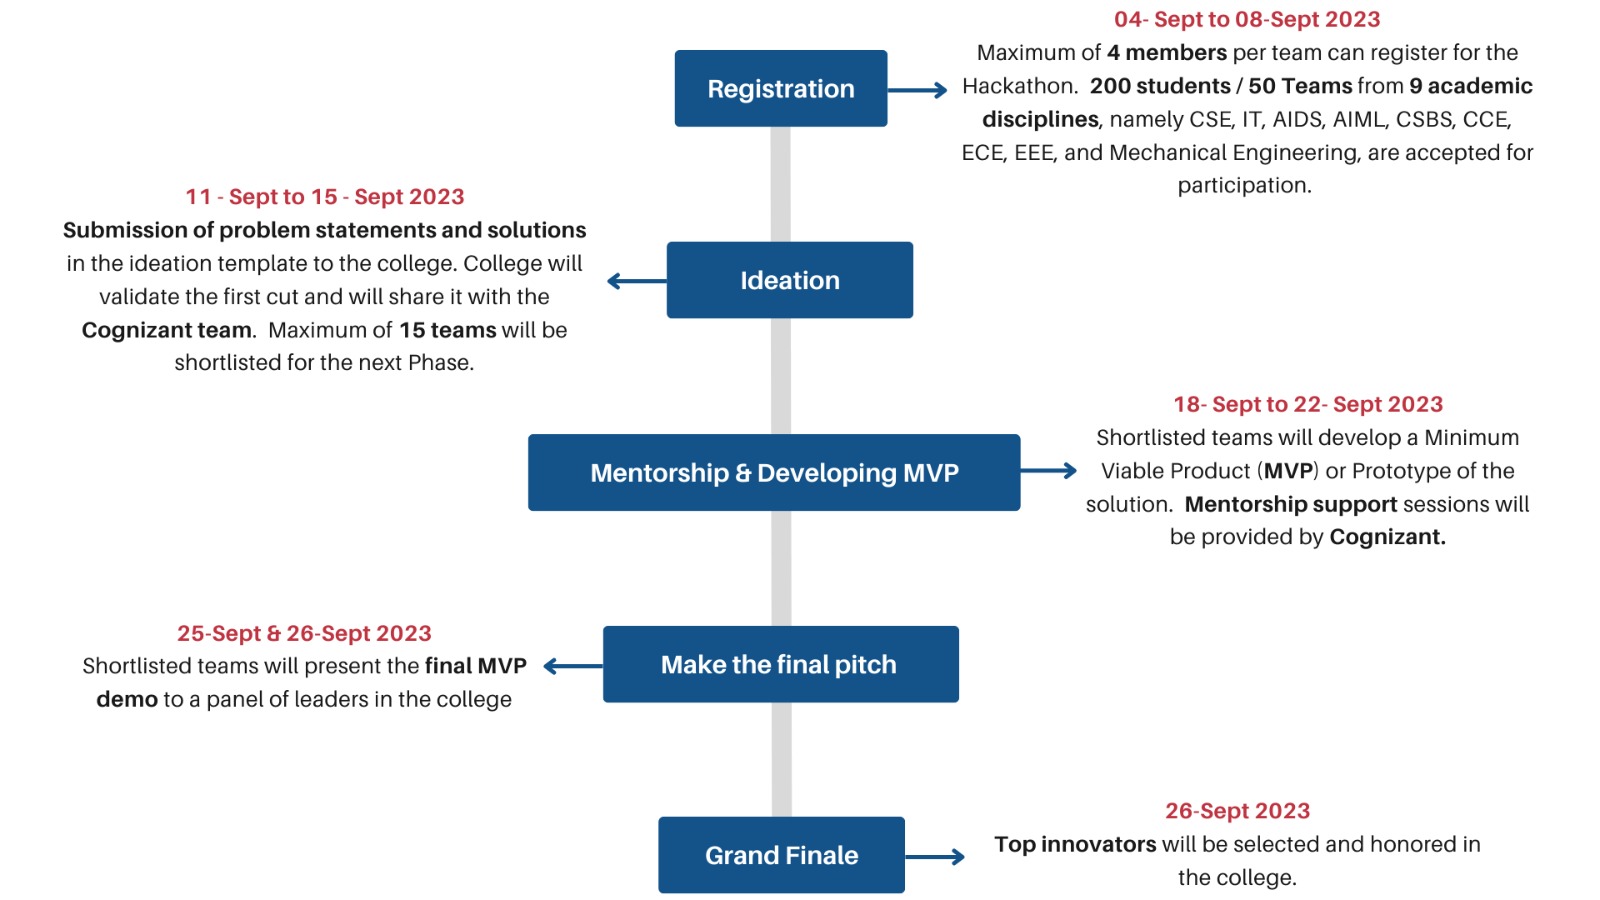 04- Sept to 08-Sept 2023
Maximum of 4 members per team can register for the
Hackathon.  200 students / 50 Teams from 9 academic
disciplines, namely CSE, IT, AIDS, AIML, CSBS, CCE,
ECE, EEE, and Mechanical Engineering, are accepted for
participation.
Registration
11 - Sept to 15 - Sept 2023
Submission of problem statements and solutions
in the ideation template to the college. College will
validate the first cut and will share it with the
Cognizant team.  Maximum of 15 teams will be
shortlisted for the next Phase.
Ideation
18- Sept to 22- Sept 2023
Shortlisted teams will develop a Minimum
Viable Product (MVP) or Prototype of the
solution.  Mentorship support sessions will
be provided by Cognizant.
Mentorship & Developing MVP
25-Sept & 26-Sept 2023
Shortlisted teams will present the final MVP
demo to a panel of leaders in the college
Make the final pitch
26-Sept 2023
Top innovators will be selected and honored in
the college.
Grand Finale